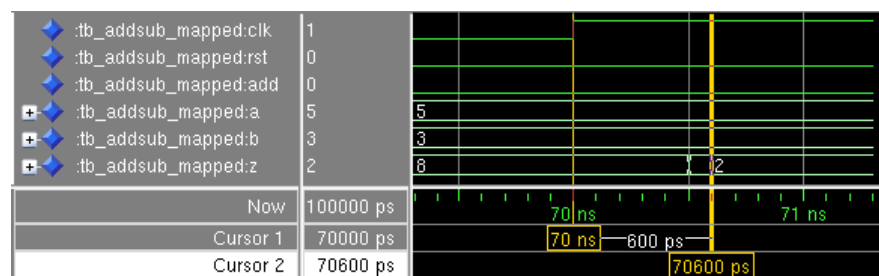 :tb_addsub_mapped:clk 1
:tb_addsub_mapped:rst 0
:tb_addsub_mapped:add 0
:tb_addsub_mapped:a 5 5
:tb_addsub_mapped:b 3 3
:tb_addsub_mapped:z 2 8 2
Now 100000 ps 70 ns 71 ns
Cursor 1 70000 ps 70 ns 600 ps
Cursor 2 70600 ps 70600 ps